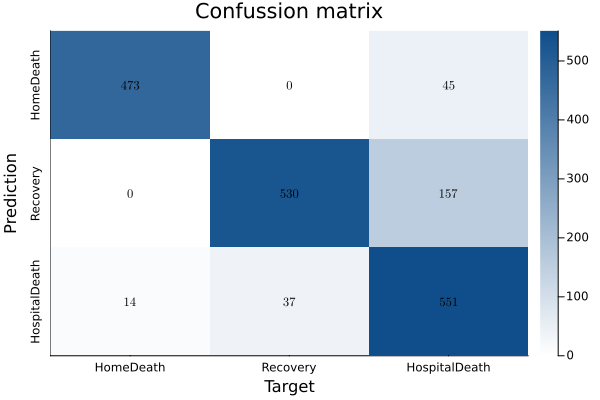 Confussion matrix
Prediction
HomeDeath
473
0
45
Recovery
0
530
157
HospitalDeath
14
37
551
HomeDeath
Recovery
HospitalDeath
Target
500
400
300
200
100
0